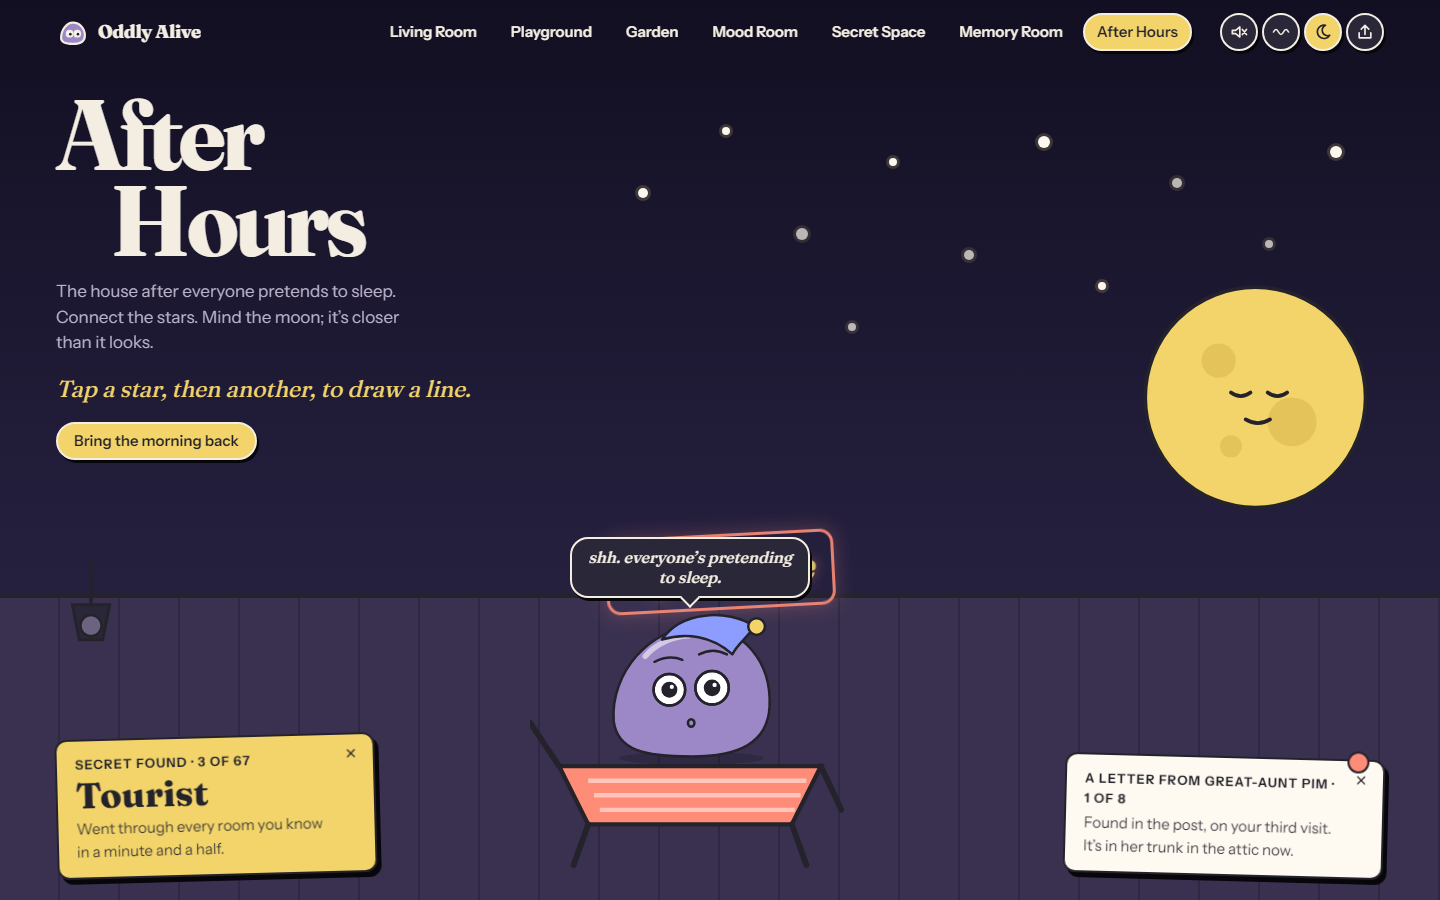 Oddly Alive
Living Room
Playground
Garden
Mood Room
Secret Space
Memory Room
After Hours
After
Hours
The house after everyone pretends to sleep.
Connect the stars. Mind the moon; it’s closer
than it looks.
Tap a star, then another, to draw a line.
Bring the morning back
shh. everyone’s pretending
to sleep.
SECRET FOUND · 3 OF 67
Tourist
Went through every room you know
in a minute and a half.
A LETTER FROM GREAT-AUNT PIM ·
1 OF 8
Found in the post, on your third visit.
It’s in her trunk in the attic now.